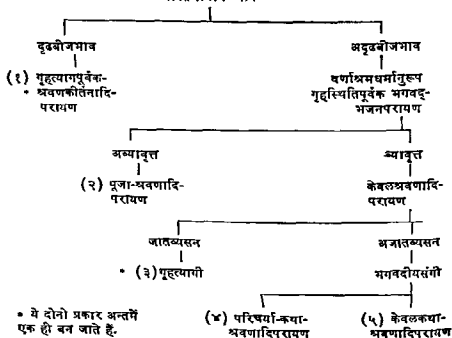 दृढबीजभाव
अदृढबीजभाव
(१) गृहत्यागपूर्वक-
* श्रवणकीर्तनादि-
परायण
वर्णाश्रमधर्मानुरूप
गृहस्थितिपूर्वक भगवद्-
भजनपरायण
अव्यावृत्त
व्यावृत्त
(२) पूजा-श्रवणादि-
परायण
केवलश्रवणादि-
परायण
जातव्यसन
अजातव्यसन
* (३) गृहत्यागी
भगवदीयसंगी
* ये दोनो प्रकार अन्तमें
एक ही बन जाते हैं.
(४) परिचर्या-कथा-
श्रवणादिपरायण
(५) केवलकथा-
श्रवणादिपरायण